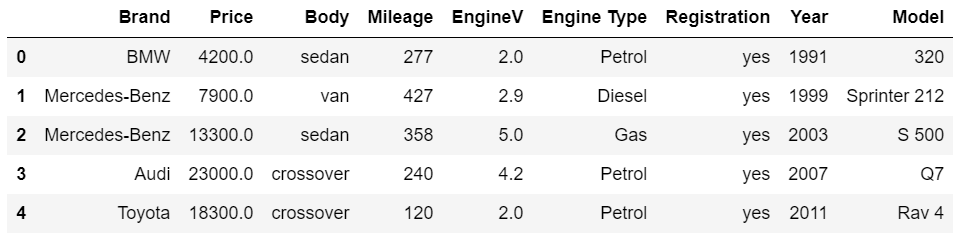 Brand Price Body Mileage EngineV Engine Type Registration Year Model
0 BMW 4200.0 sedan 277 2.0 Petrol yes 1991 320
1 Mercedes-Benz 7900.0 van 427 2.9 Diesel yes 1999 Sprinter 212
2 Mercedes-Benz 13300.0 sedan 358 5.0 Gas yes 2003 S 500
3 Audi 23000.0 crossover 240 4.2 Petrol yes 2007 Q7
4 Toyota 18300.0 crossover 120 2.0 Petrol yes 2011 Rav 4